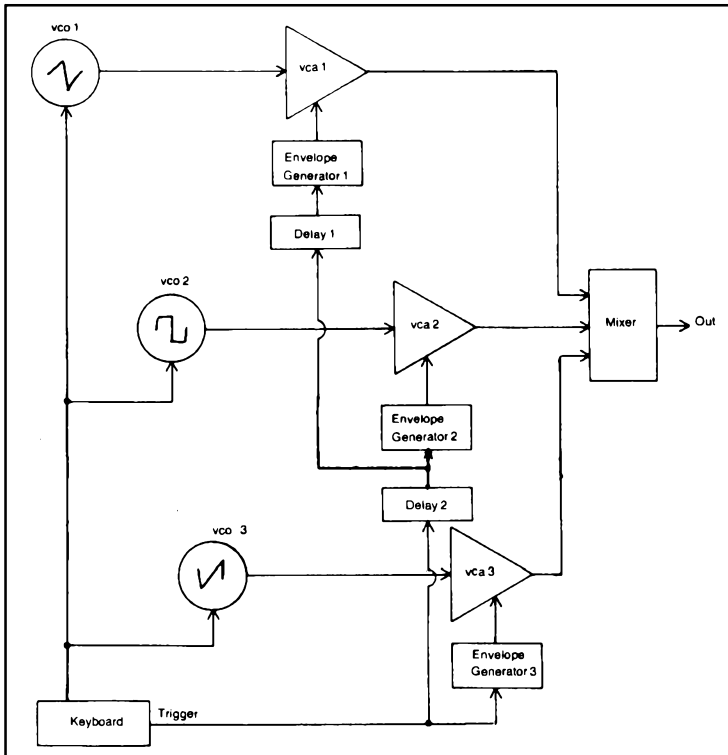 vco 1
vca 1
Envelope
Generator 1
Delay 1
vco 2
vca 2
Mixer
Out
Envelope
Generator 2
Delay 2
vco 3
vca 3
Envelope
Generator 3
Keyboard
Trigger